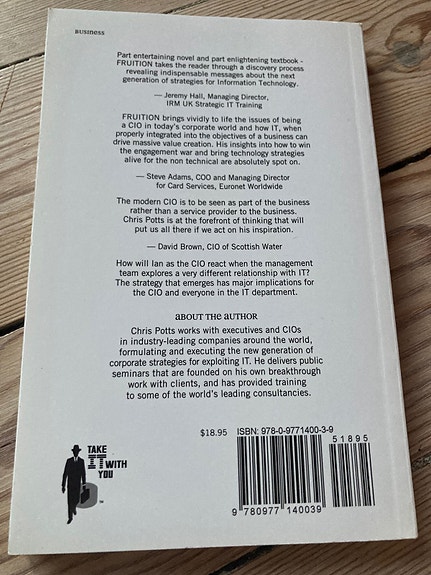 BUSINESS
Part entertaining novel and part enlightening textbook -
FRUITION takes the reader through a discovery process
revealing indispensable messages about the next
generation of strategies for Information Technology.
— Jeremy Hall, Managing Director,
IRM UK Strategic IT Training
FRUITION brings vividly to life the issues of being
a CIO in today's corporate world and how IT, when
properly integrated into the objectives of a business can
drive massive value creation. His insights into how to win
the engagement war and bring technology strategies
alive for the non technical are absolutely spot on.
— Steve Adams, COO and Managing Director
for Card Services, Euronet Worldwide
The modern CIO is to be seen as part of the business
rather than a service provider to the business.
Chris Potts is at the forefront of thinking that will
put us all there if we act on his inspiration.
— David Brown, CIO of Scottish Water
How will Ian as the CIO react when the management
team explores a very different relationship with IT?
The strategy that emerges has major implications for
the CIO and everyone in the IT department.
ABOUT THE AUTHOR
Chris Potts works with executives and CIOs
in industry-leading companies around the world,
formulating and executing the new generation of
corporate strategies for exploiting IT. He delivers public
seminars that are founded on his own breakthrough
work with clients, and has provided training
to some of the world's leading consultancies.
$18.95 ISBN: 978-0-9771400-3-9
51895
9 780977 140039
TAKE
IT WITH
YOU
TM